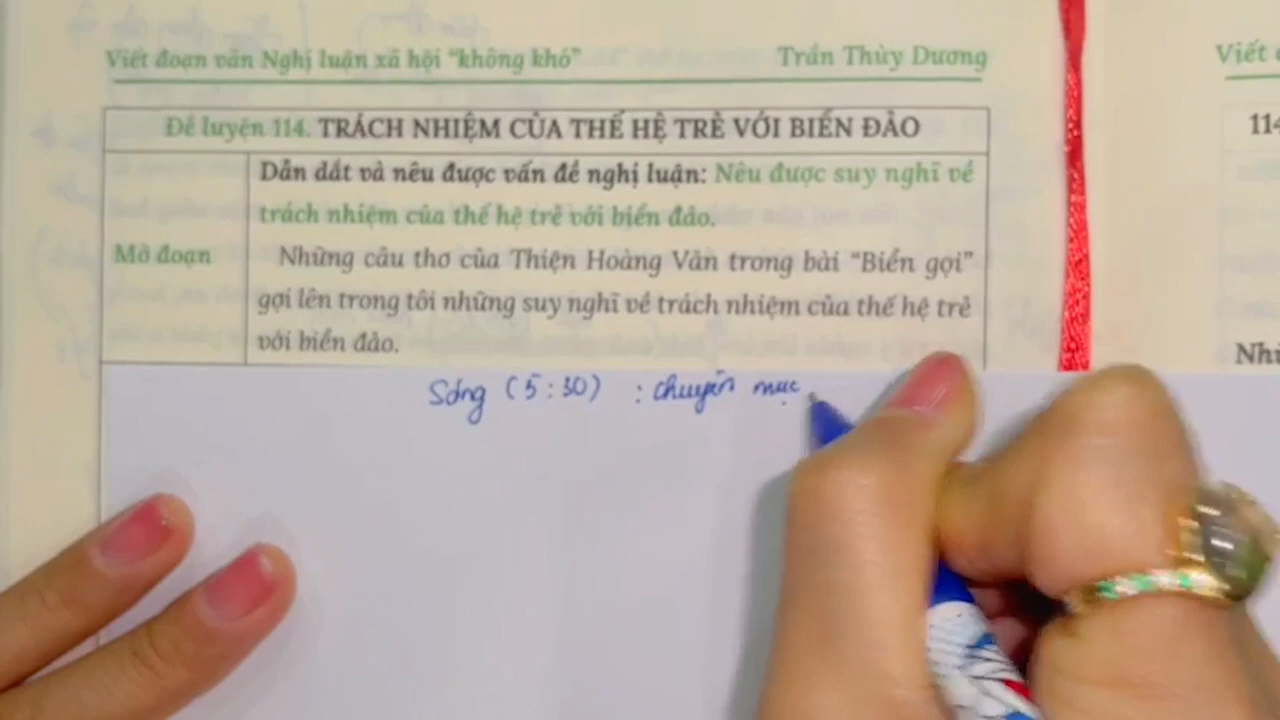 Viết đoạn văn Nghị luận xã hội "không khó"
Trần Thùy Dương
Đề luyện 114. TRÁCH NHIỆM CỦA THẾ HỆ TRẺ VỚI BIỂN ĐẢO
Mở đoạn
Dẫn dắt và nêu được vấn đề nghị luận: Nêu được suy nghĩ về
trách nhiệm của thế hệ trẻ với biển đảo.
Những câu thơ của Thiện Hoàng Văn trong bài "Biển gọi"
gợi lên trong tôi những suy nghĩ về trách nhiệm của thế hệ trẻ
với biển đảo.
Sáng (5:30) : chuyên mục
Viết
114
Nhi